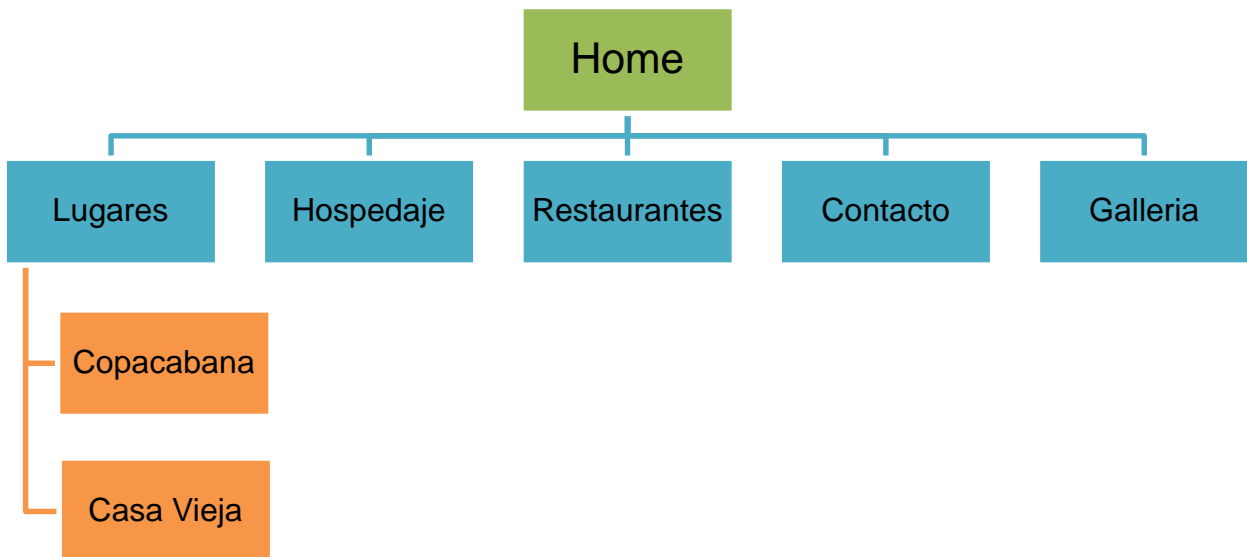 Home
Lugares
Hospedaje
Restaurantes
Contacto
Galleria
Copacabana
Casa Vieja